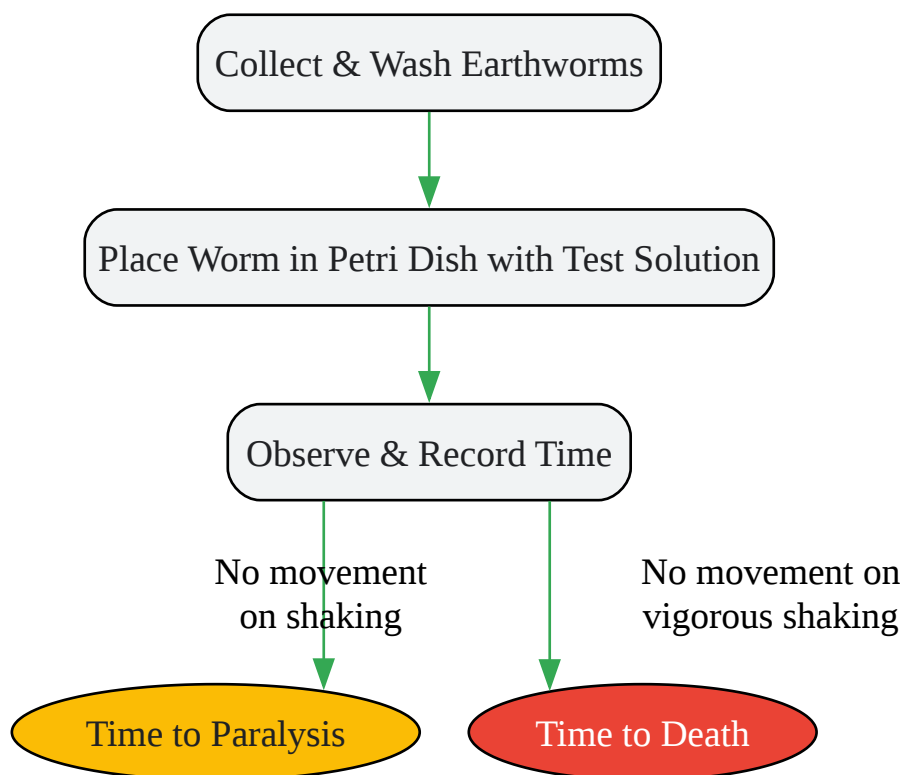 Collect & Wash Earthworms
Place Worm in Petri Dish with Test Solution
Observe & Record Time
No movement
on shaking
No movement on
vigorous shaking
Time to Paralysis
Time to Death